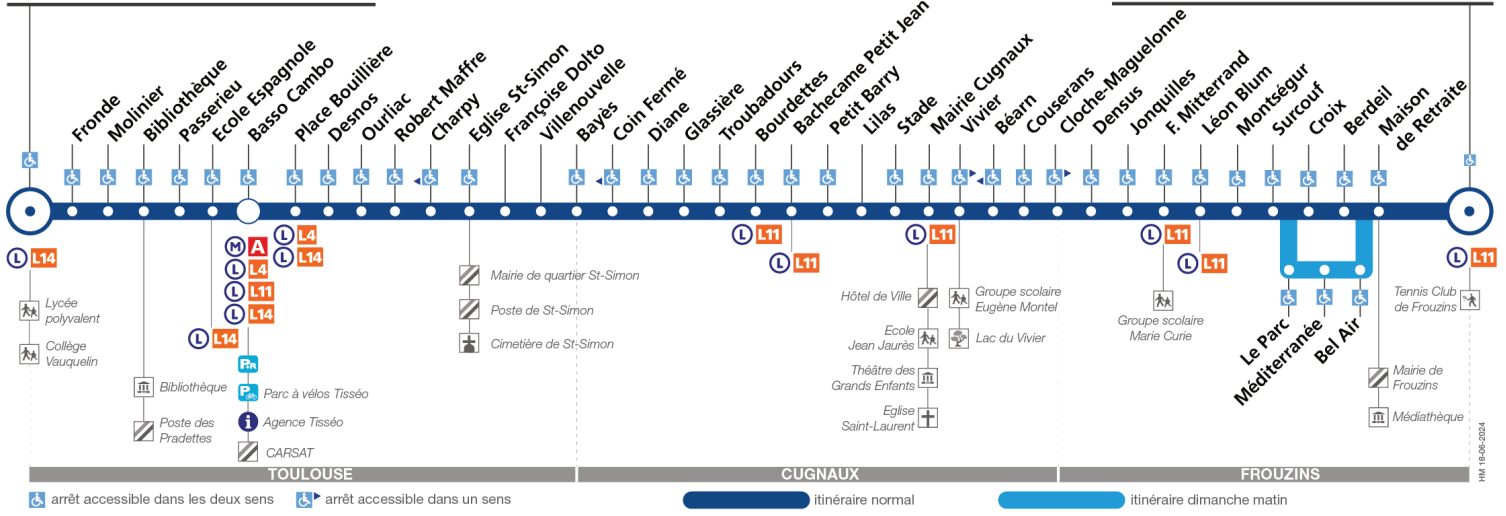 Fronde
Molinier
Bibliothèque
Passerieu
Ecole Espagnole
Basso Cambo
Place Bouillière
Desnos
Ourliac
Robert Maffre
Charpy
Eglise St-Simon
Françoise Dolto
Villenouvelle
Bayès
Coin Fermé
Diane
Glassière
Troubadours
Bourdettes
Bachecame Petit Jean
Petit Barry
Lilas
Stade
Mairie Cugnaux
Vivier
Béarn
Couserans
Cloche-Maguelonne
Densus
Jonquilles
F. Mitterrand
Léon Blum
Montségur
Surcouf
Croix
Berdeil
Maison
de Retraite
L L14
Lycée
polyvalent
Collège
Vauquelin
Bibliothèque
Poste des
Pradettes
L L14
M A
L L4
L L11
L L14
P+R
P
Parc à vélos Tisséo
i Agence Tisséo
CARSAT
L L4
L L14
Mairie de quartier St-Simon
Poste de St-Simon
Cimetière de St-Simon
L L11
L L11
L L11
Hôtel de Ville
Ecole
Jean Jaurès
Théâtre des
Grands Enfants
Eglise
Saint-Laurent
Groupe scolaire
Eugène Montel
Lac du Vivier
L L11
Groupe scolaire
Marie Curie
L L11
Le Parc
Méditerranée
Bel Air
Mairie de
Frouzins
Médiathèque
L L11
Tennis Club
de Frouzins
HM 18-06-2024
TOULOUSE
CUGNAUX
FROUZINS
arrêt accessible dans les deux sens
arrêt accessible dans un sens
itinéraire normal
itinéraire dimanche matin